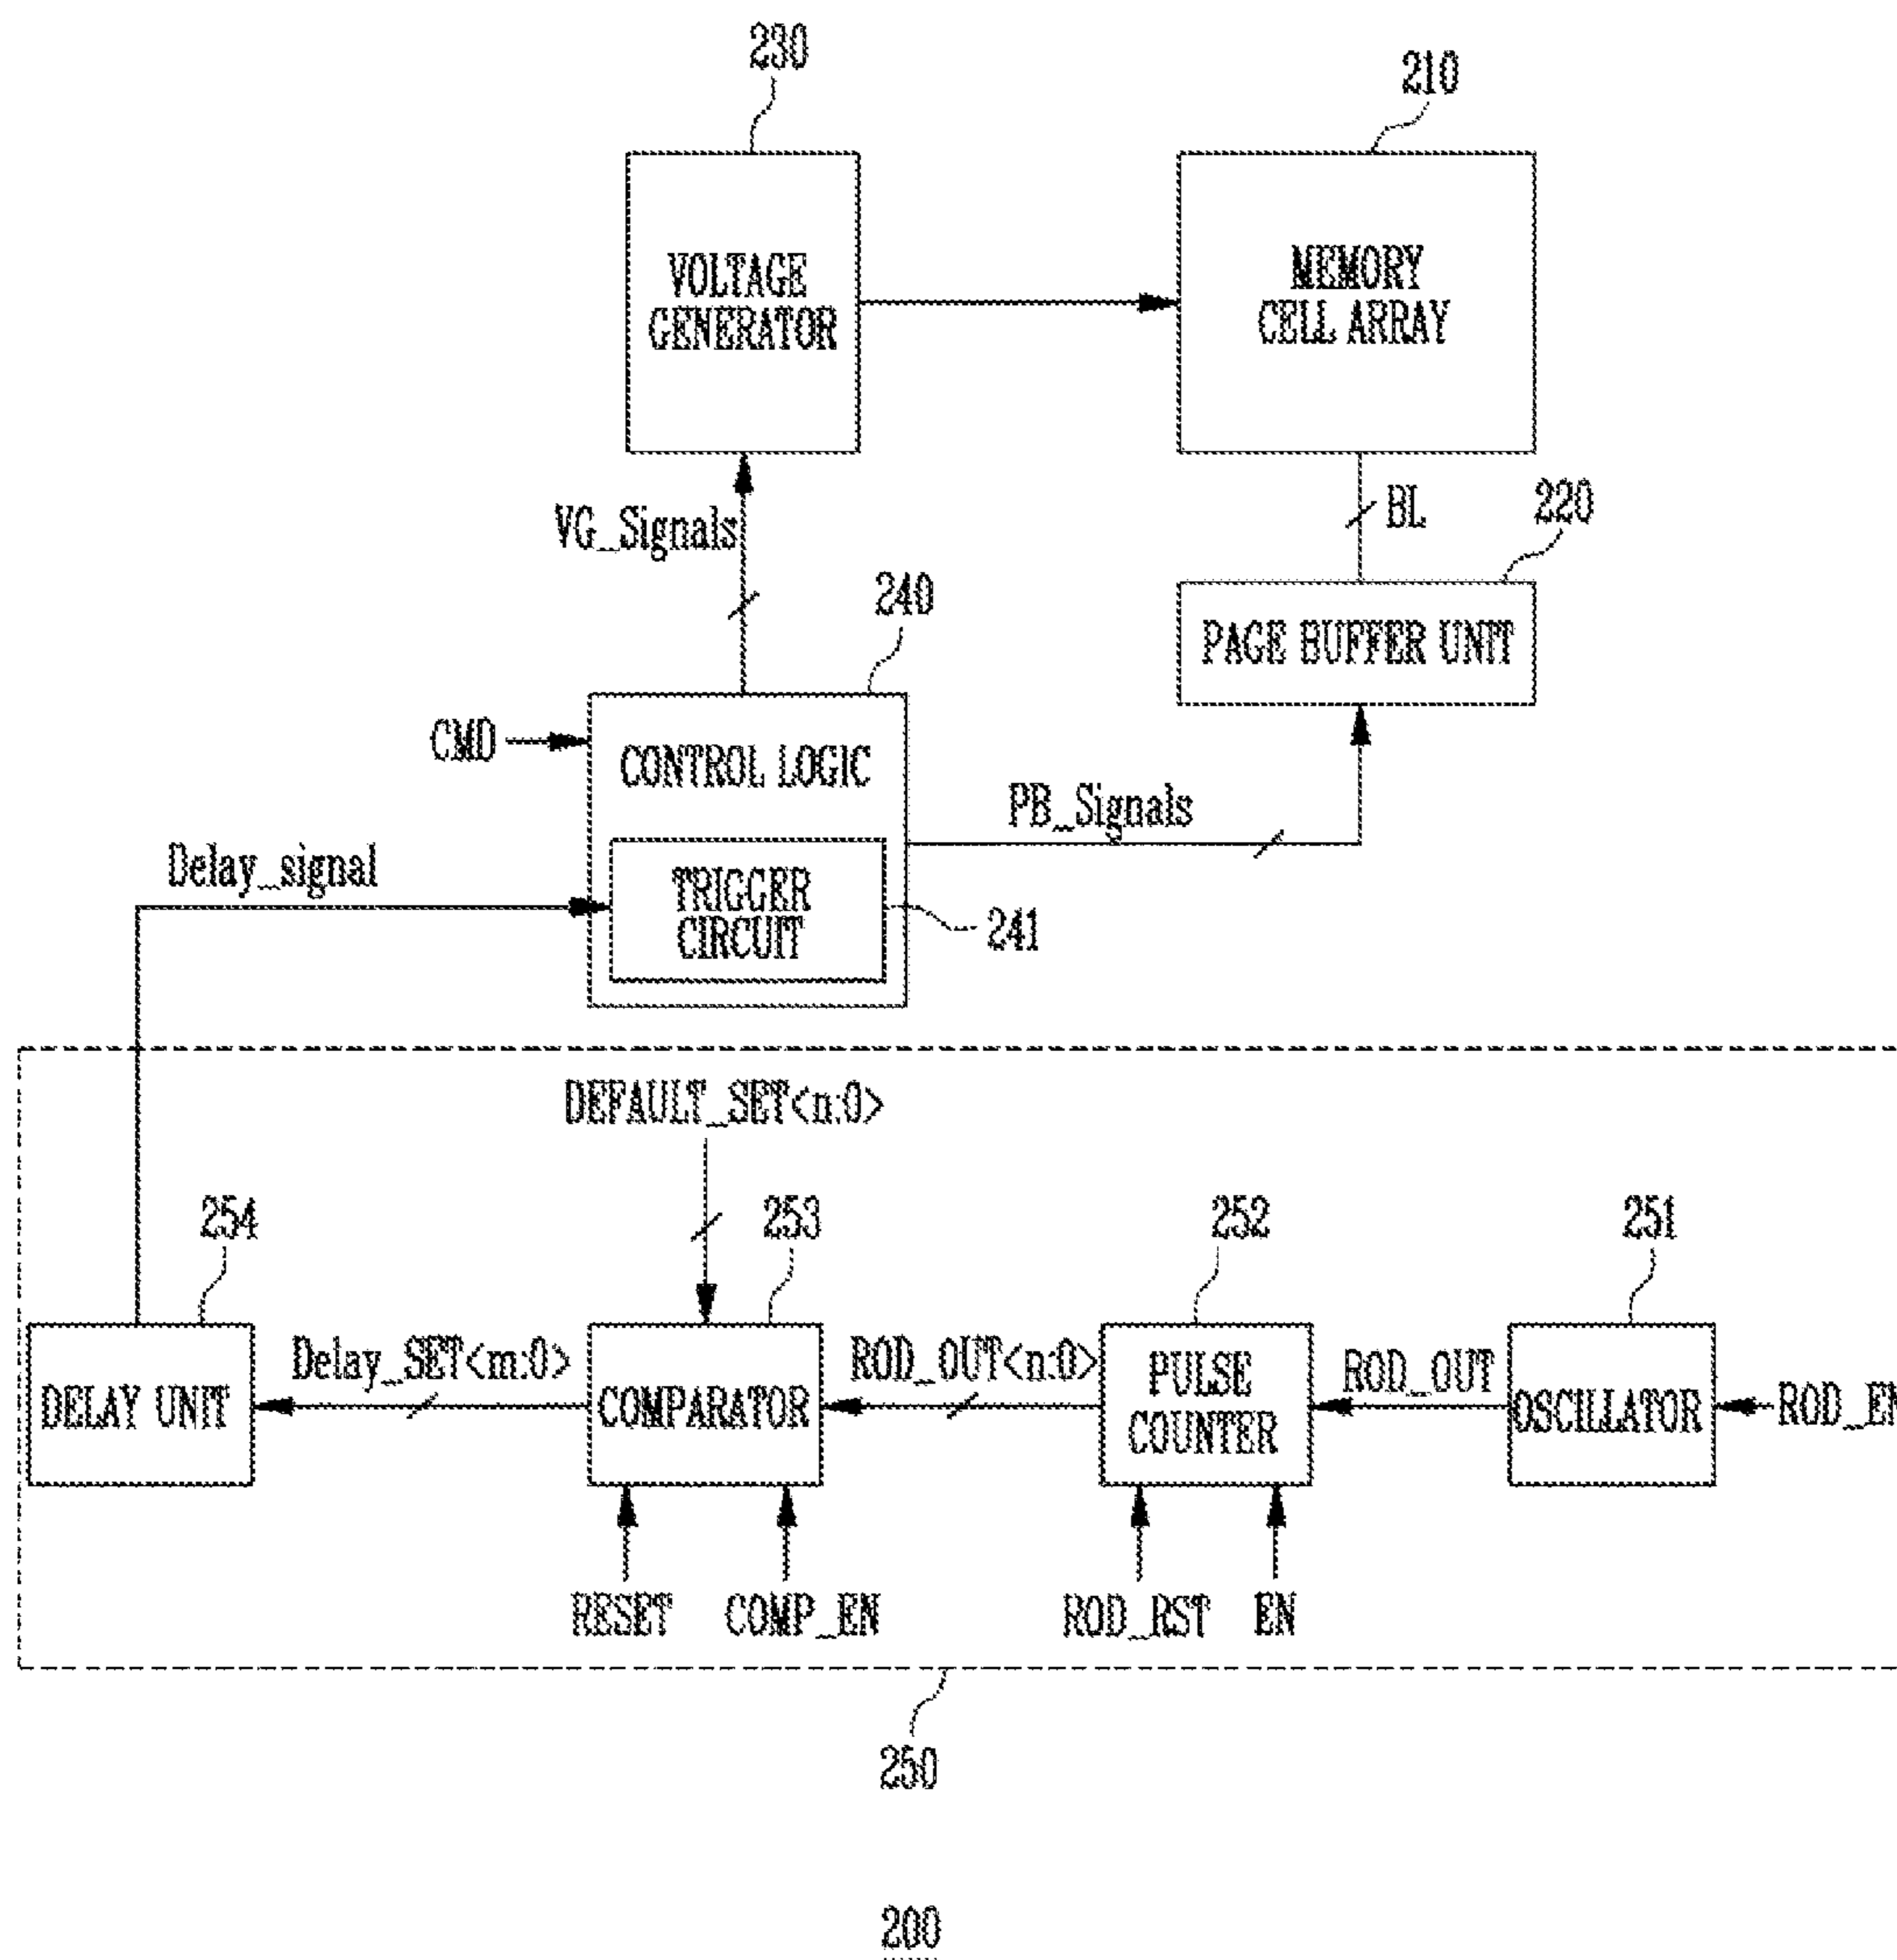 230
210
VOLTAGE
GENERATOR
MEMORY
CELL ARRAY
VG_Signals
BL
220
240
PAGE BUFFER UNIT
CMD
CONTROL LOGIC
PB_Signals
Delay_signal
TRIGGER
CIRCUIT
241
DEFAULT_SET<n:0>
254
253
252
251
DELAY UNIT
Delay_SET<m:0>
COMPARATOR
ROD_OUT<n:0>
PULSE
COUNTER
ROD_OUT
OSCILLATOR
ROD_EN
RESET
COMP_EN
ROD_RST
EN
250
200